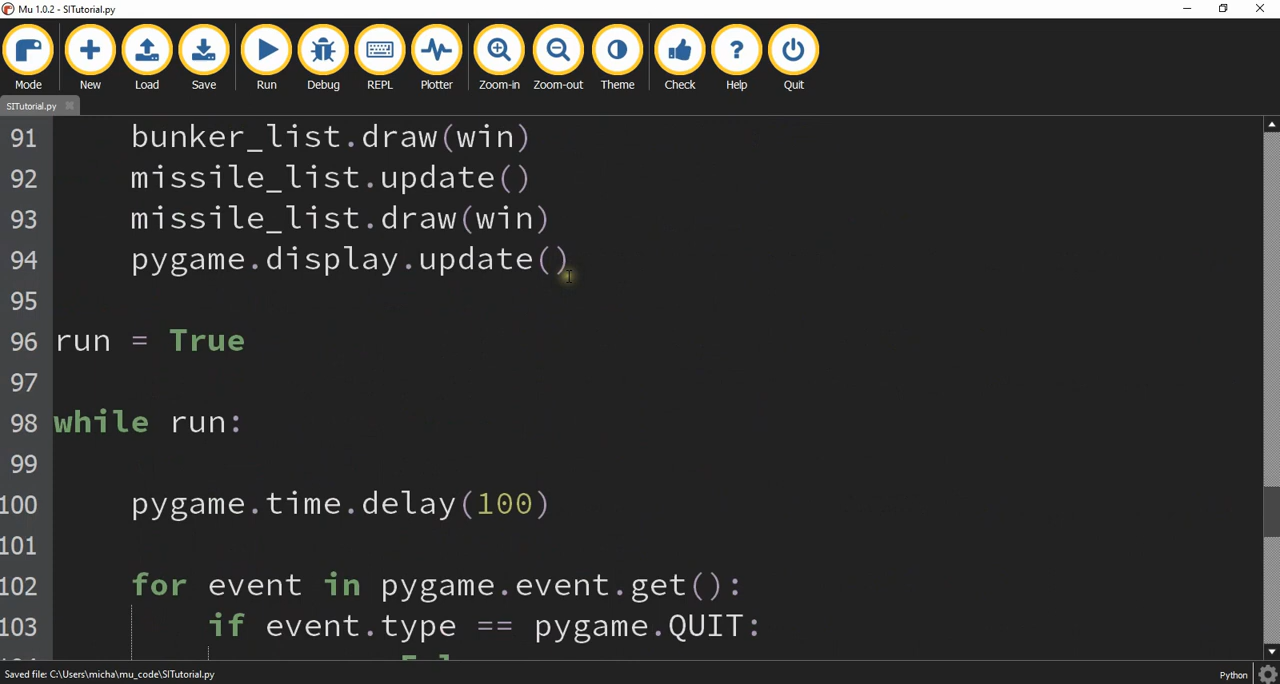 Mu 1.0.2 - SITutorial.py
Mode New Load Save Run Debug REPL Plotter Zoom-in Zoom-out Theme Check Help Quit
SITutorial.py
91 bunker_list.draw(win)
92 missile_list.update()
93 missile_list.draw(win)
94 pygame.display.update()
95
96 run = True
97
98 while run:
99
100 pygame.time.delay(100)
101
102 for event in pygame.event.get():
103 if event.type == pygame.QUIT:
Saved file: C:\Users\micha\mu_code\SITutorial.py Python